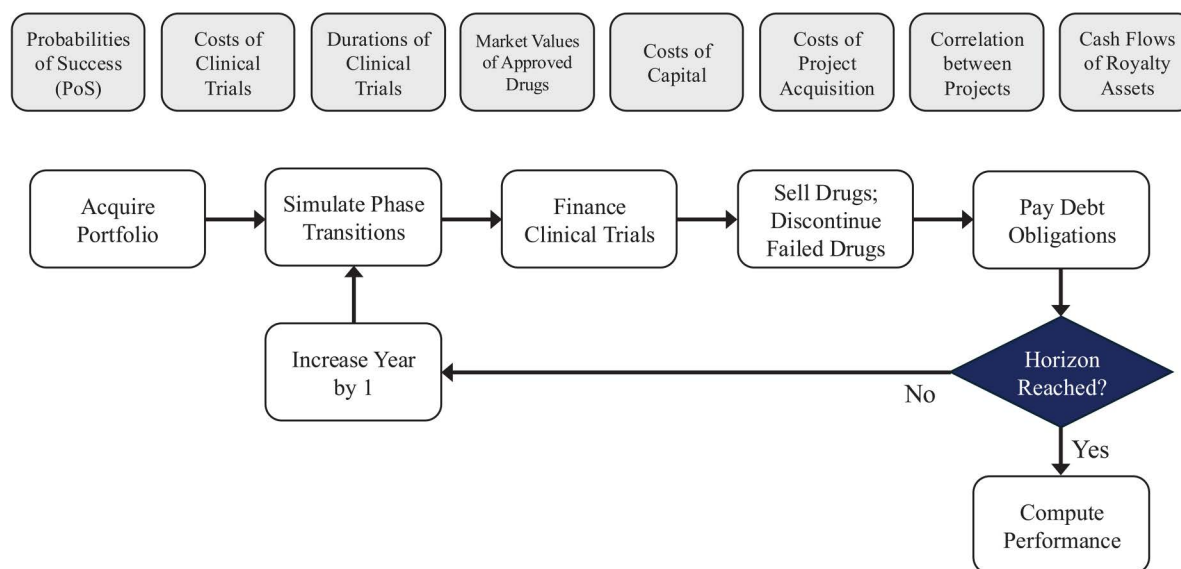 Probabilities
of Success
(PoS)
Costs of
Clinical
Trials
Durations of
Clinical
Trials
Market Values
of Approved
Drugs
Costs of
Capital
Costs of
Project
Acquisition
Correlation
between
Projects
Cash Flows
of Royalty
Assets
Acquire
Portfolio
Simulate Phase
Transitions
Finance
Clinical Trials
Sell Drugs;
Discontinue
Failed Drugs
Pay Debt
Obligations
Increase Year
by 1
No
Horizon
Reached?
Yes
Compute
Performance